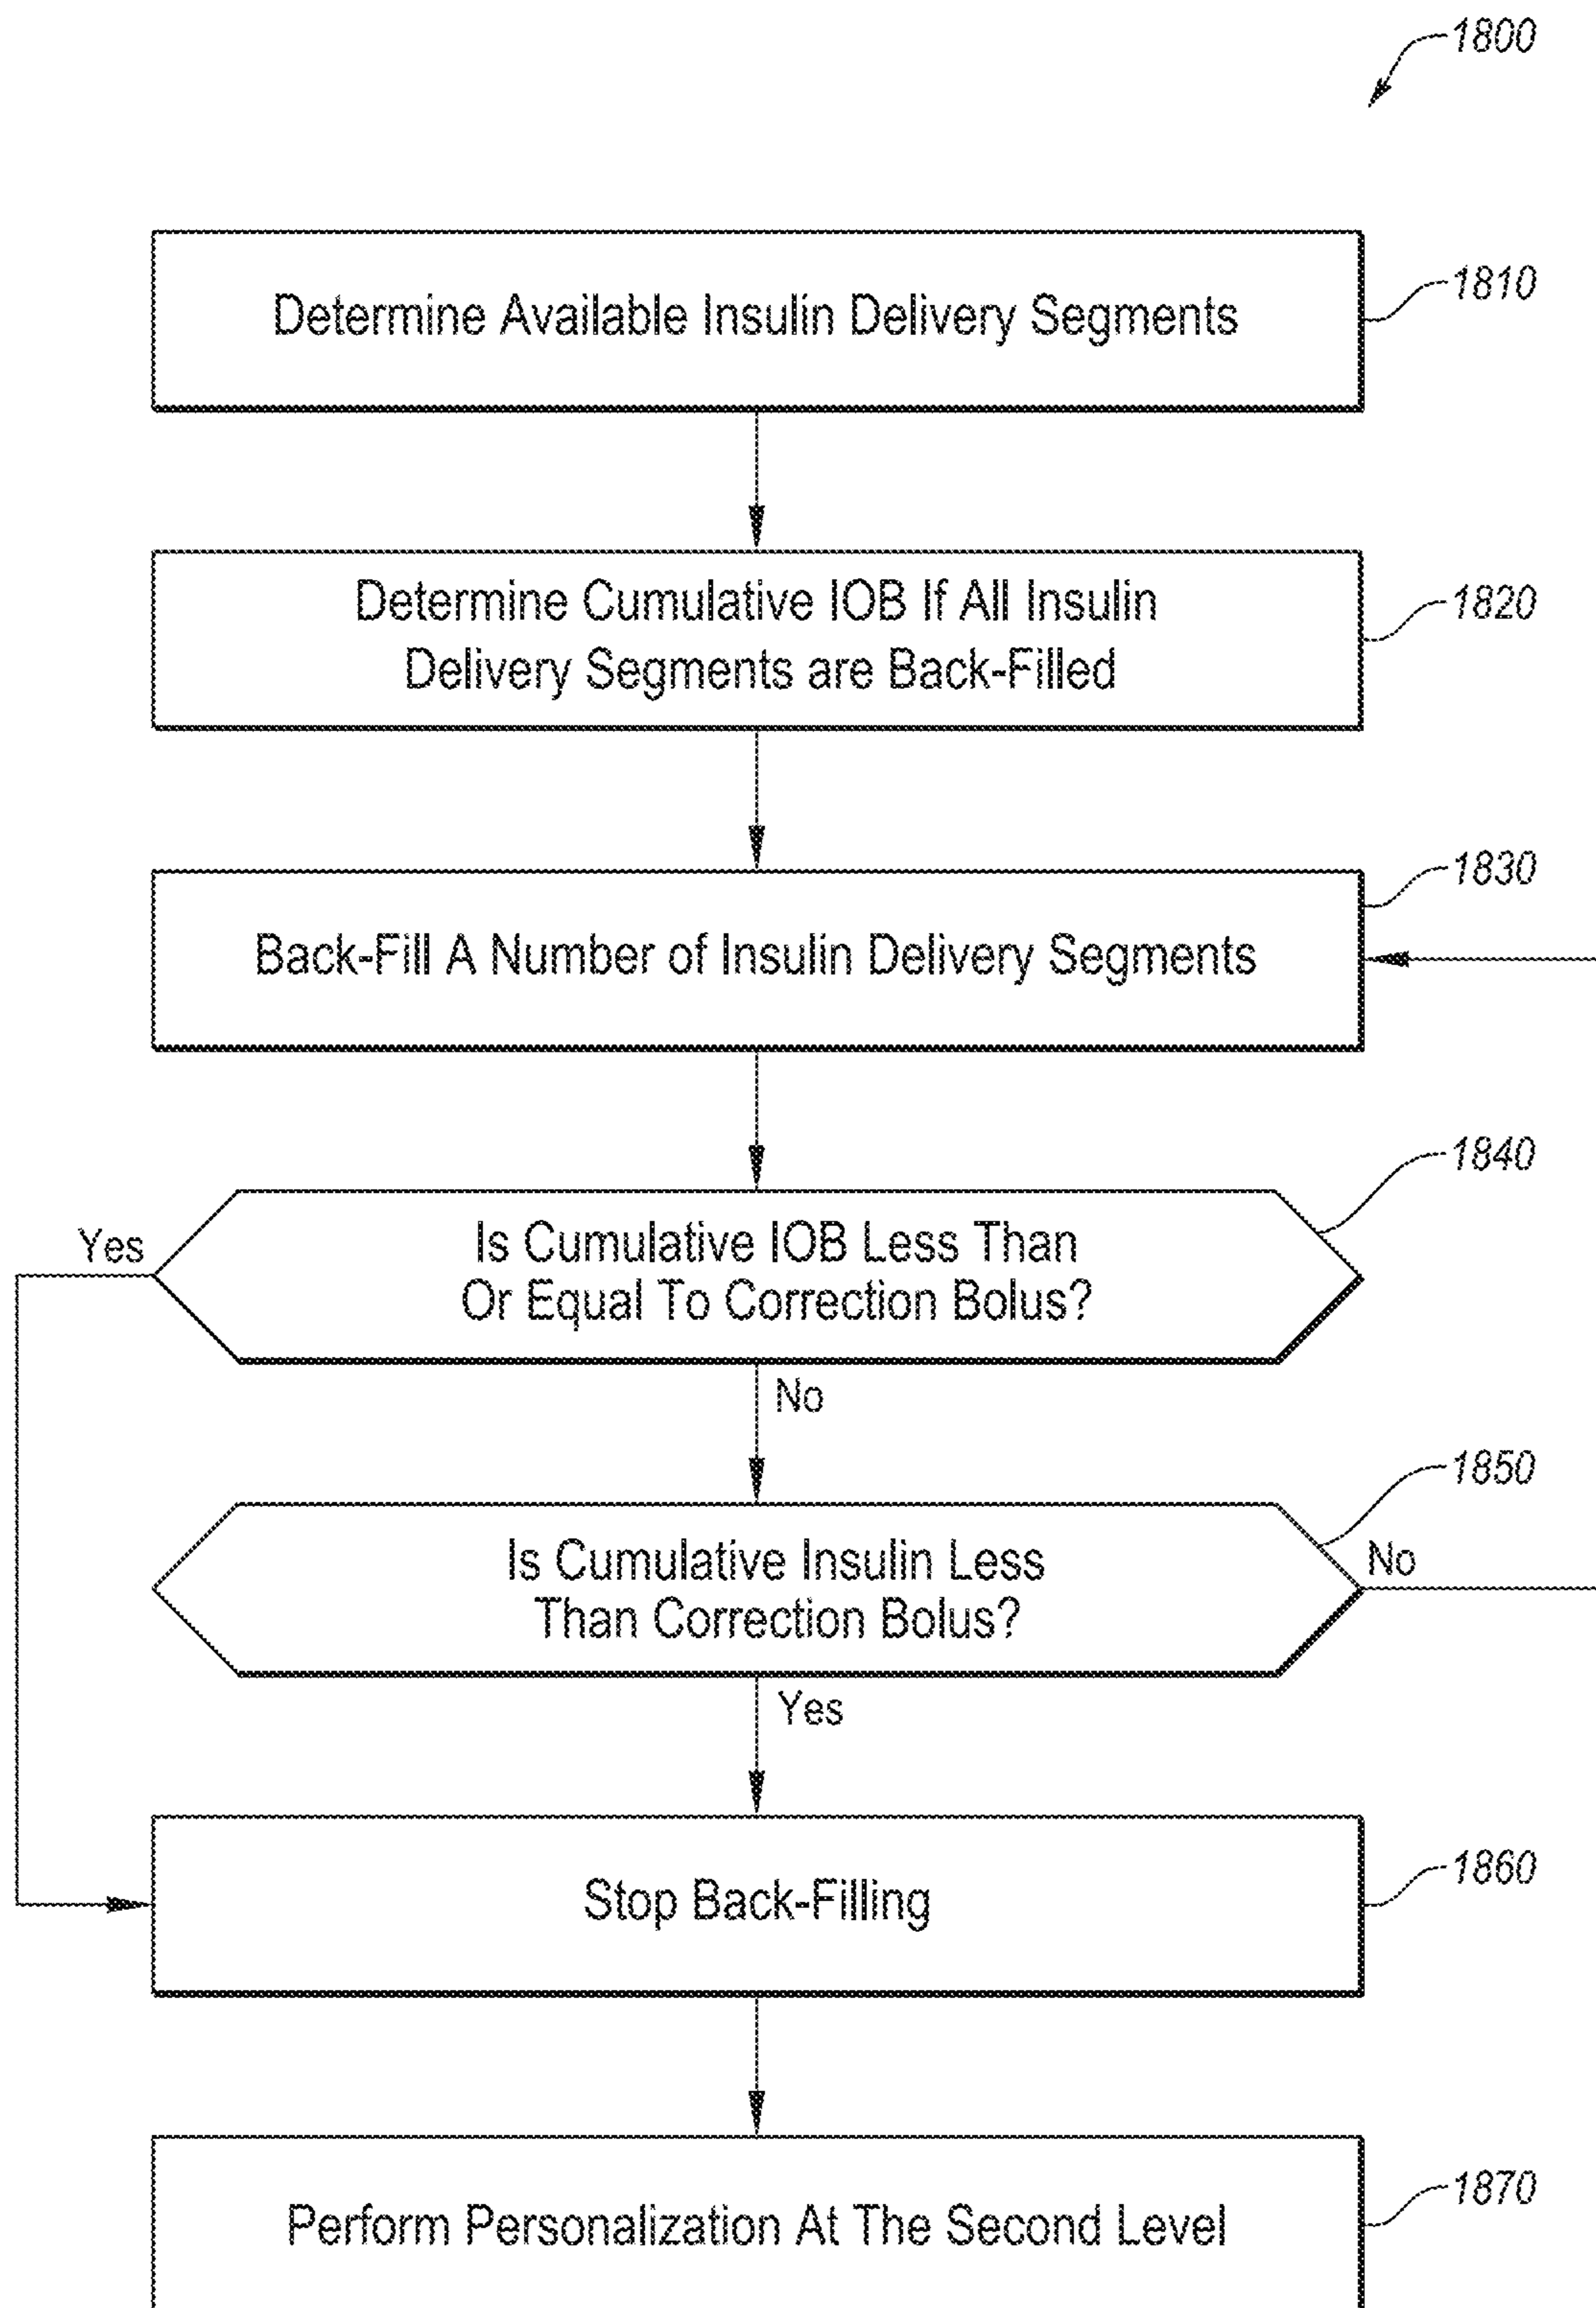 1800
Determine Available Insulin Delivery Segments
1810
Determine Cumulative IOB If All Insulin
Delivery Segments are Back-Filled
1820
1830
Back-Fill A Number of Insulin Delivery Segments
1840
Yes
Is Cumulative IOB Less Than
Or Equal To Correction Bolus?
No
1850
Is Cumulative Insulin Less
Than Correction Bolus?
No
Yes
1860
Stop Back-Filling
1870
Perform Personalization At The Second Level